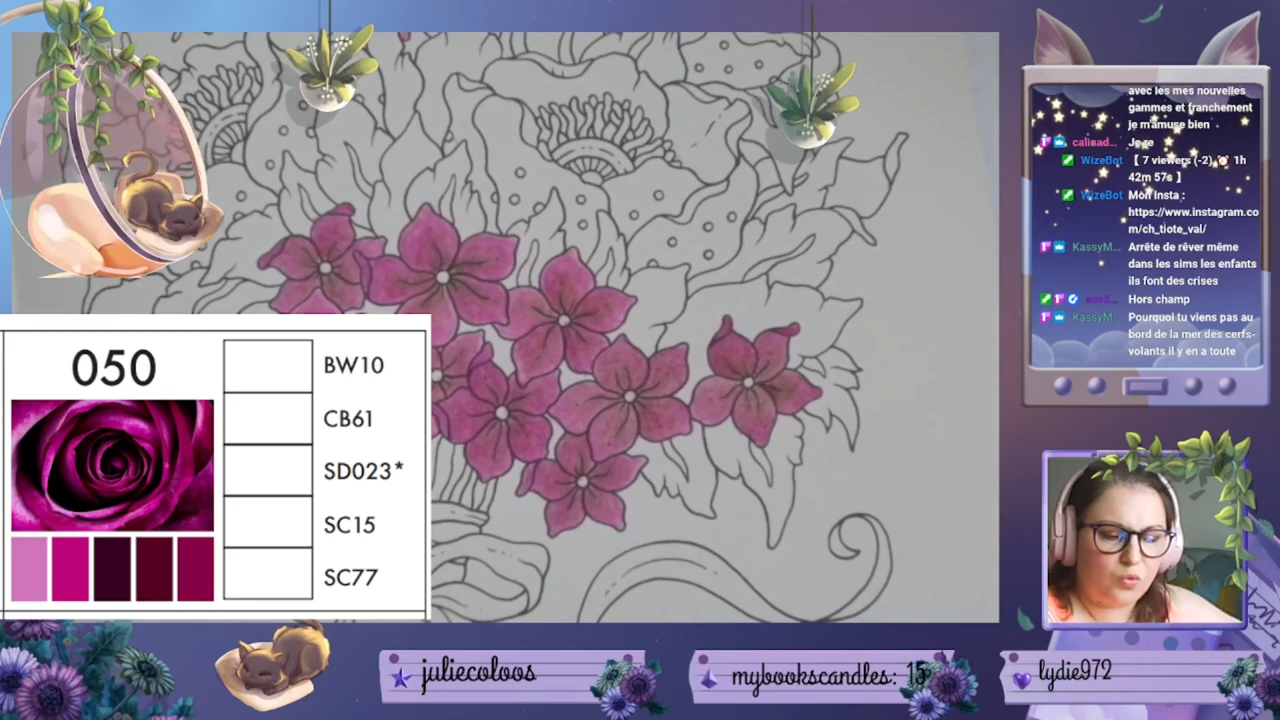 avec les mes nouvelles
gammes et franchement
je m'amuse bien
calinad... Je re
WizeBot 【 7 viewers (-2) ⏰ 1h
42m 57s 】
WizeBot Mon Insta :
https://www.instagram.co
m/ch_tiote_val/
KassyM... Arrête de rêver même
dans les sims les enfants
ils font des crises
Hors champ
KassyM... Pourquoi tu viens pas au
bord de la mer des cerfs-
volants il y en a toute
050
BW10
CB61
SD023*
SC15
SC77
juliecoloos
mybookscandles: 15
lydie972